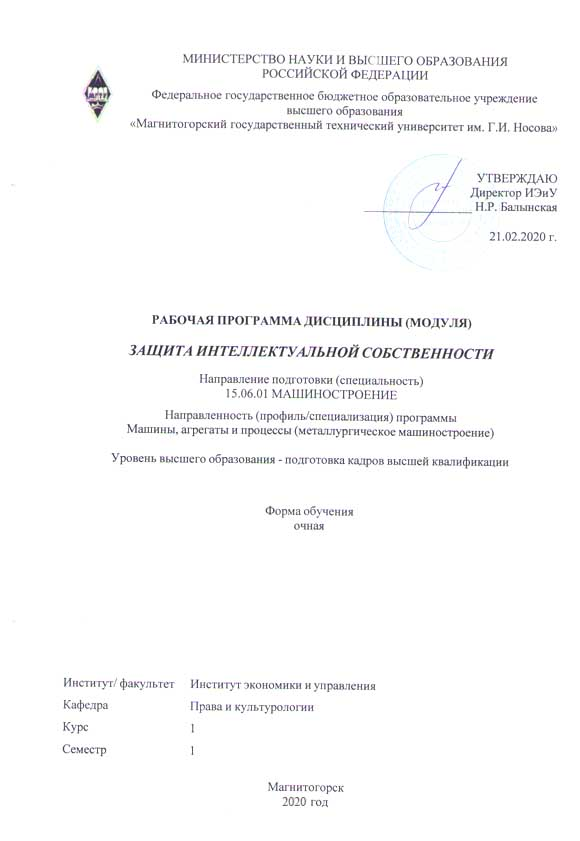 МИНИСТЕРСТВО НАУКИ И ВЫСШЕГО ОБРАЗОВАНИЯ
РОССИЙСКОЙ ФЕДЕРАЦИИ
Федеральное государственное бюджетное образовательное учреждение
высшего образования
«Магнитогорский государственный технический университет им. Г.И. Носова»
УТВЕРЖДАЮ
Директор ИЭиУ
Н.Р. Балынская
21.02.2020 г.
РАБОЧАЯ ПРОГРАММА ДИСЦИПЛИНЫ (МОДУЛЯ)
ЗАЩИТА ИНТЕЛЛЕКТУАЛЬНОЙ СОБСТВЕННОСТИ
Направление подготовки (специальность)
15.06.01 МАШИНОСТРОЕНИЕ
Направленность (профиль/специализация) программы
Машины, агрегаты и процессы (металлургическое машиностроение)
Уровень высшего образования - подготовка кадров высшей квалификации
Форма обучения
очная
Институт/ факультет Институт экономики и управления
Кафедра Права и культурологии
Курс 1
Семестр 1
Магнитогорск
2020 год